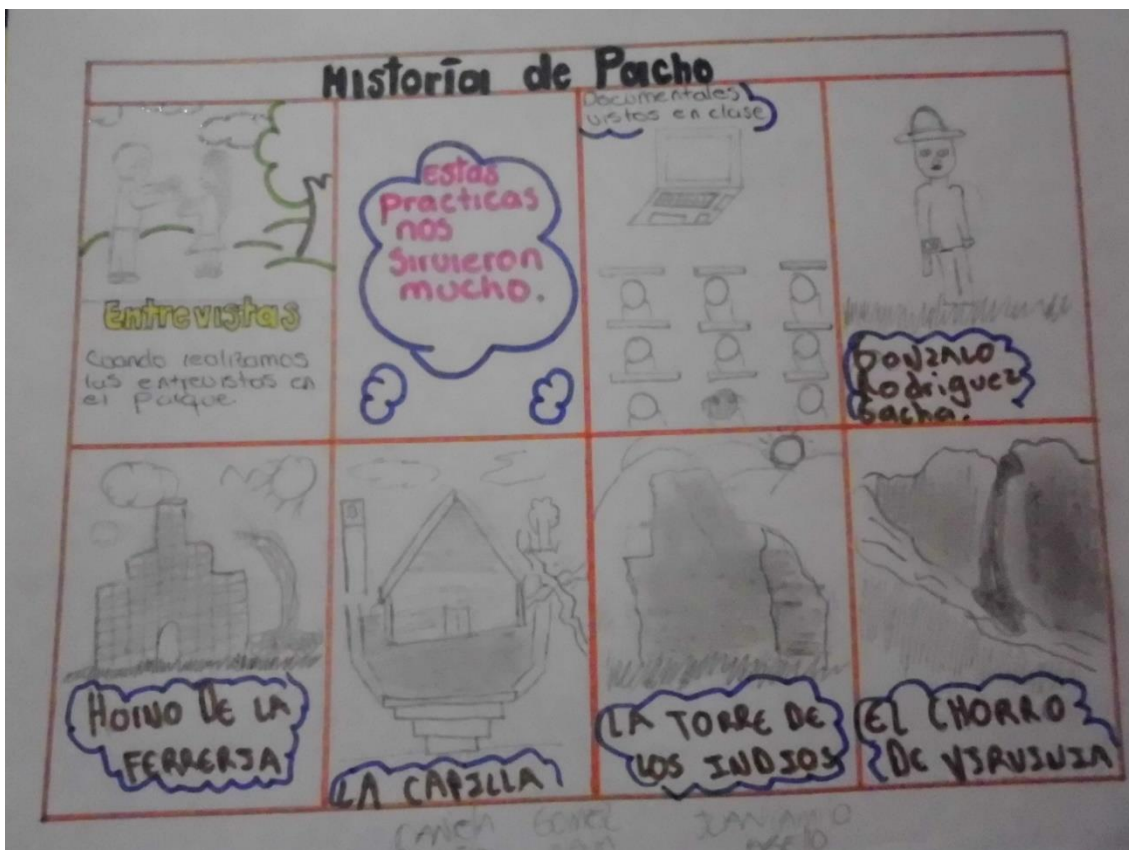 Historia de Pacho
Entrevistas
Cuando realizamos
las entrevistas en
el parque
Estas
practicas
nos
sirvieron
mucho.
Documentales
vistos en clase
Gonzalo
Rodriguez
Gacha.
HORNO DE LA
FERRERIA
LA CAPILLA
LA TORRE DE
LOS INDIOS
EL CHORRO
DE VIRUVIJA